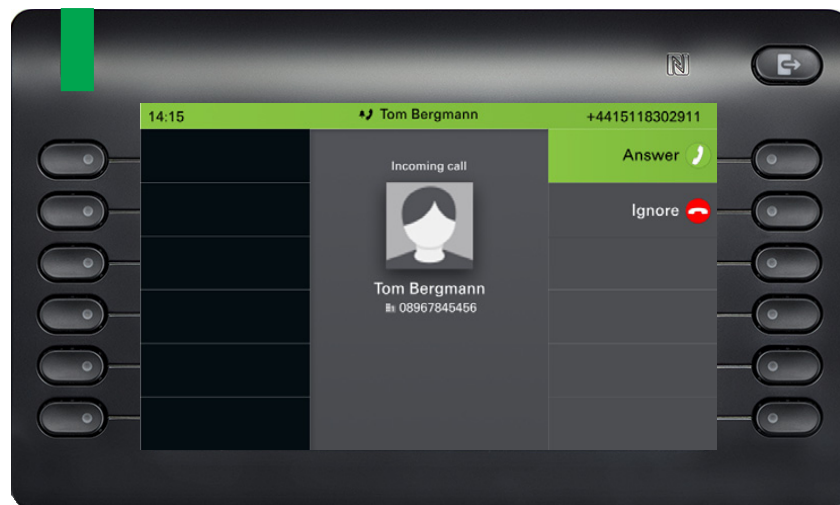 14:15 Tom Bergmann +4415118302911
Incoming call
Tom Bergmann
08967845456
Answer
Ignore